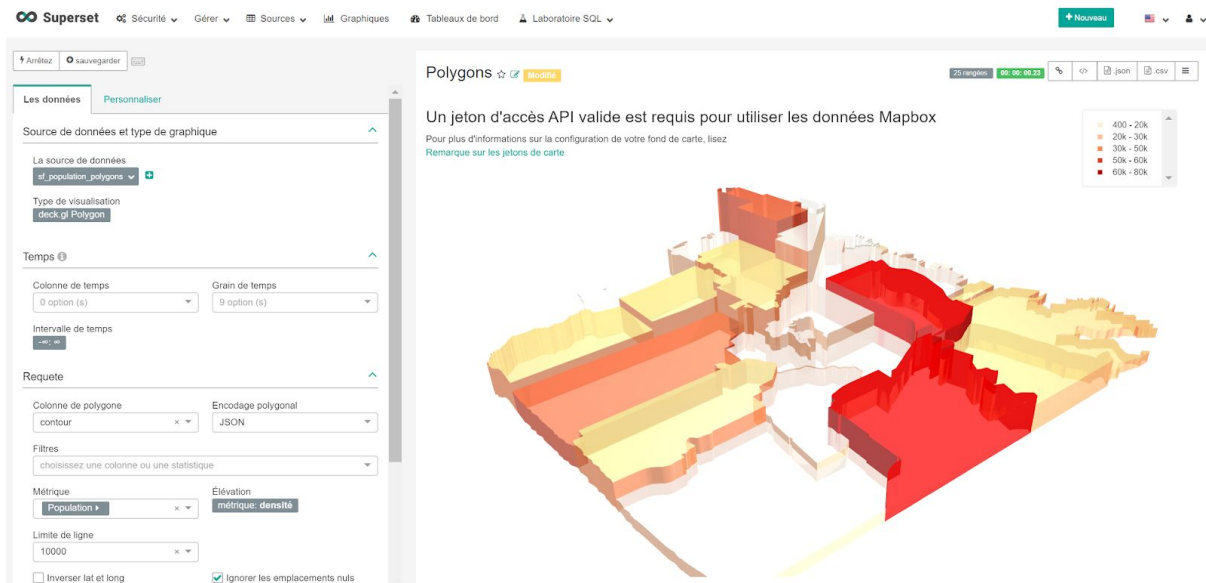 Superset Sécurité Gérer Sources Graphiques Tableaux de bord Laboratoire SQL + Nouveau
Arrêtez sauvegarder
Polygons Modifié 25 rangées 00: 00: 00.23 </> .json .csv
Les données Personnaliser
Un jeton d'accès API valide est requis pour utiliser les données Mapbox
Pour plus d'informations sur la configuration de votre fond de carte, lisez
Remarque sur les jetons de carte
400 - 20k
20k - 30k
30k - 50k
50k - 60k
60k - 80k
Source de données et type de graphique
La source de données
sf_population_polygons
Type de visualisation
deck.gl Polygon
Temps
Colonne de temps Grain de temps
0 option (s) 9 option (s)
Intervalle de temps
-∞; ∞
Requete
Colonne de polygone Encodage polygonal
contour × JSON
Filtres
choisissez une colonne ou une statistique
Métrique Élévation
Population × métrique: densité
Limite de ligne
10000 ×
Inverser lat et long Ignorer les emplacements nuls